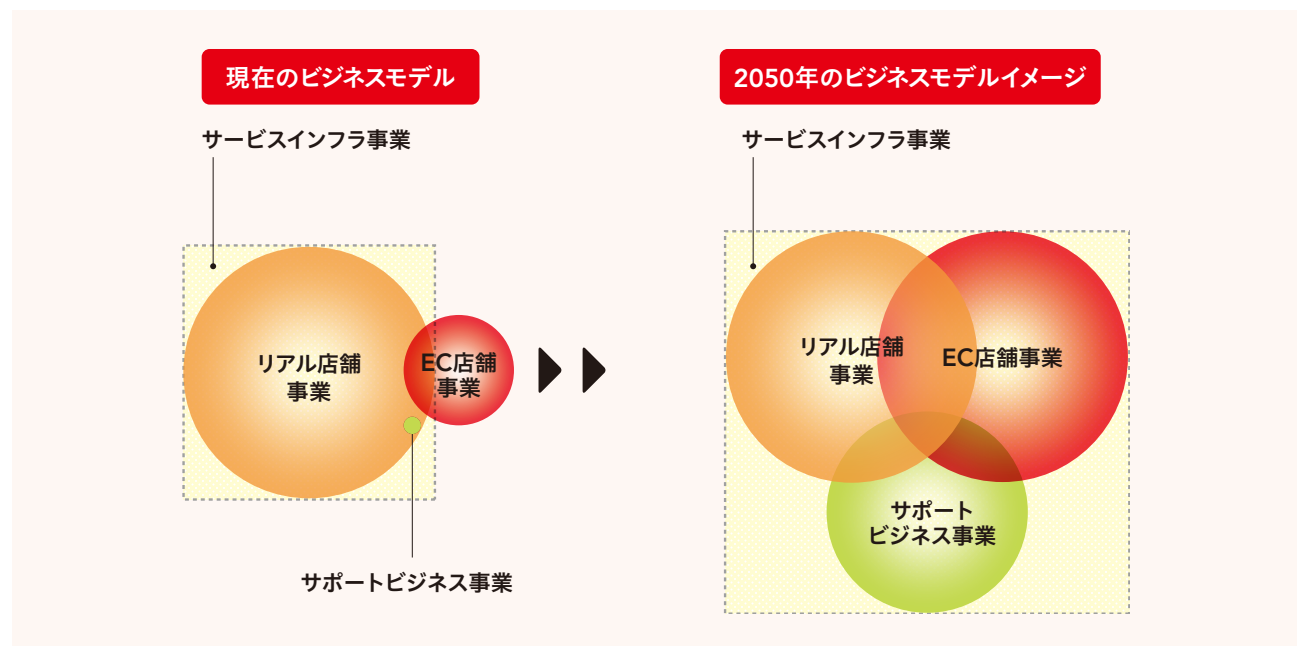 現在のビジネスモデル
サービスインフラ事業
リアル店舗
事業
EC店舗
事業
サポートビジネス事業
2050年のビジネスモデルイメージ
サービスインフラ事業
リアル店舗
事業
EC店舗事業
サポート
ビジネス事業